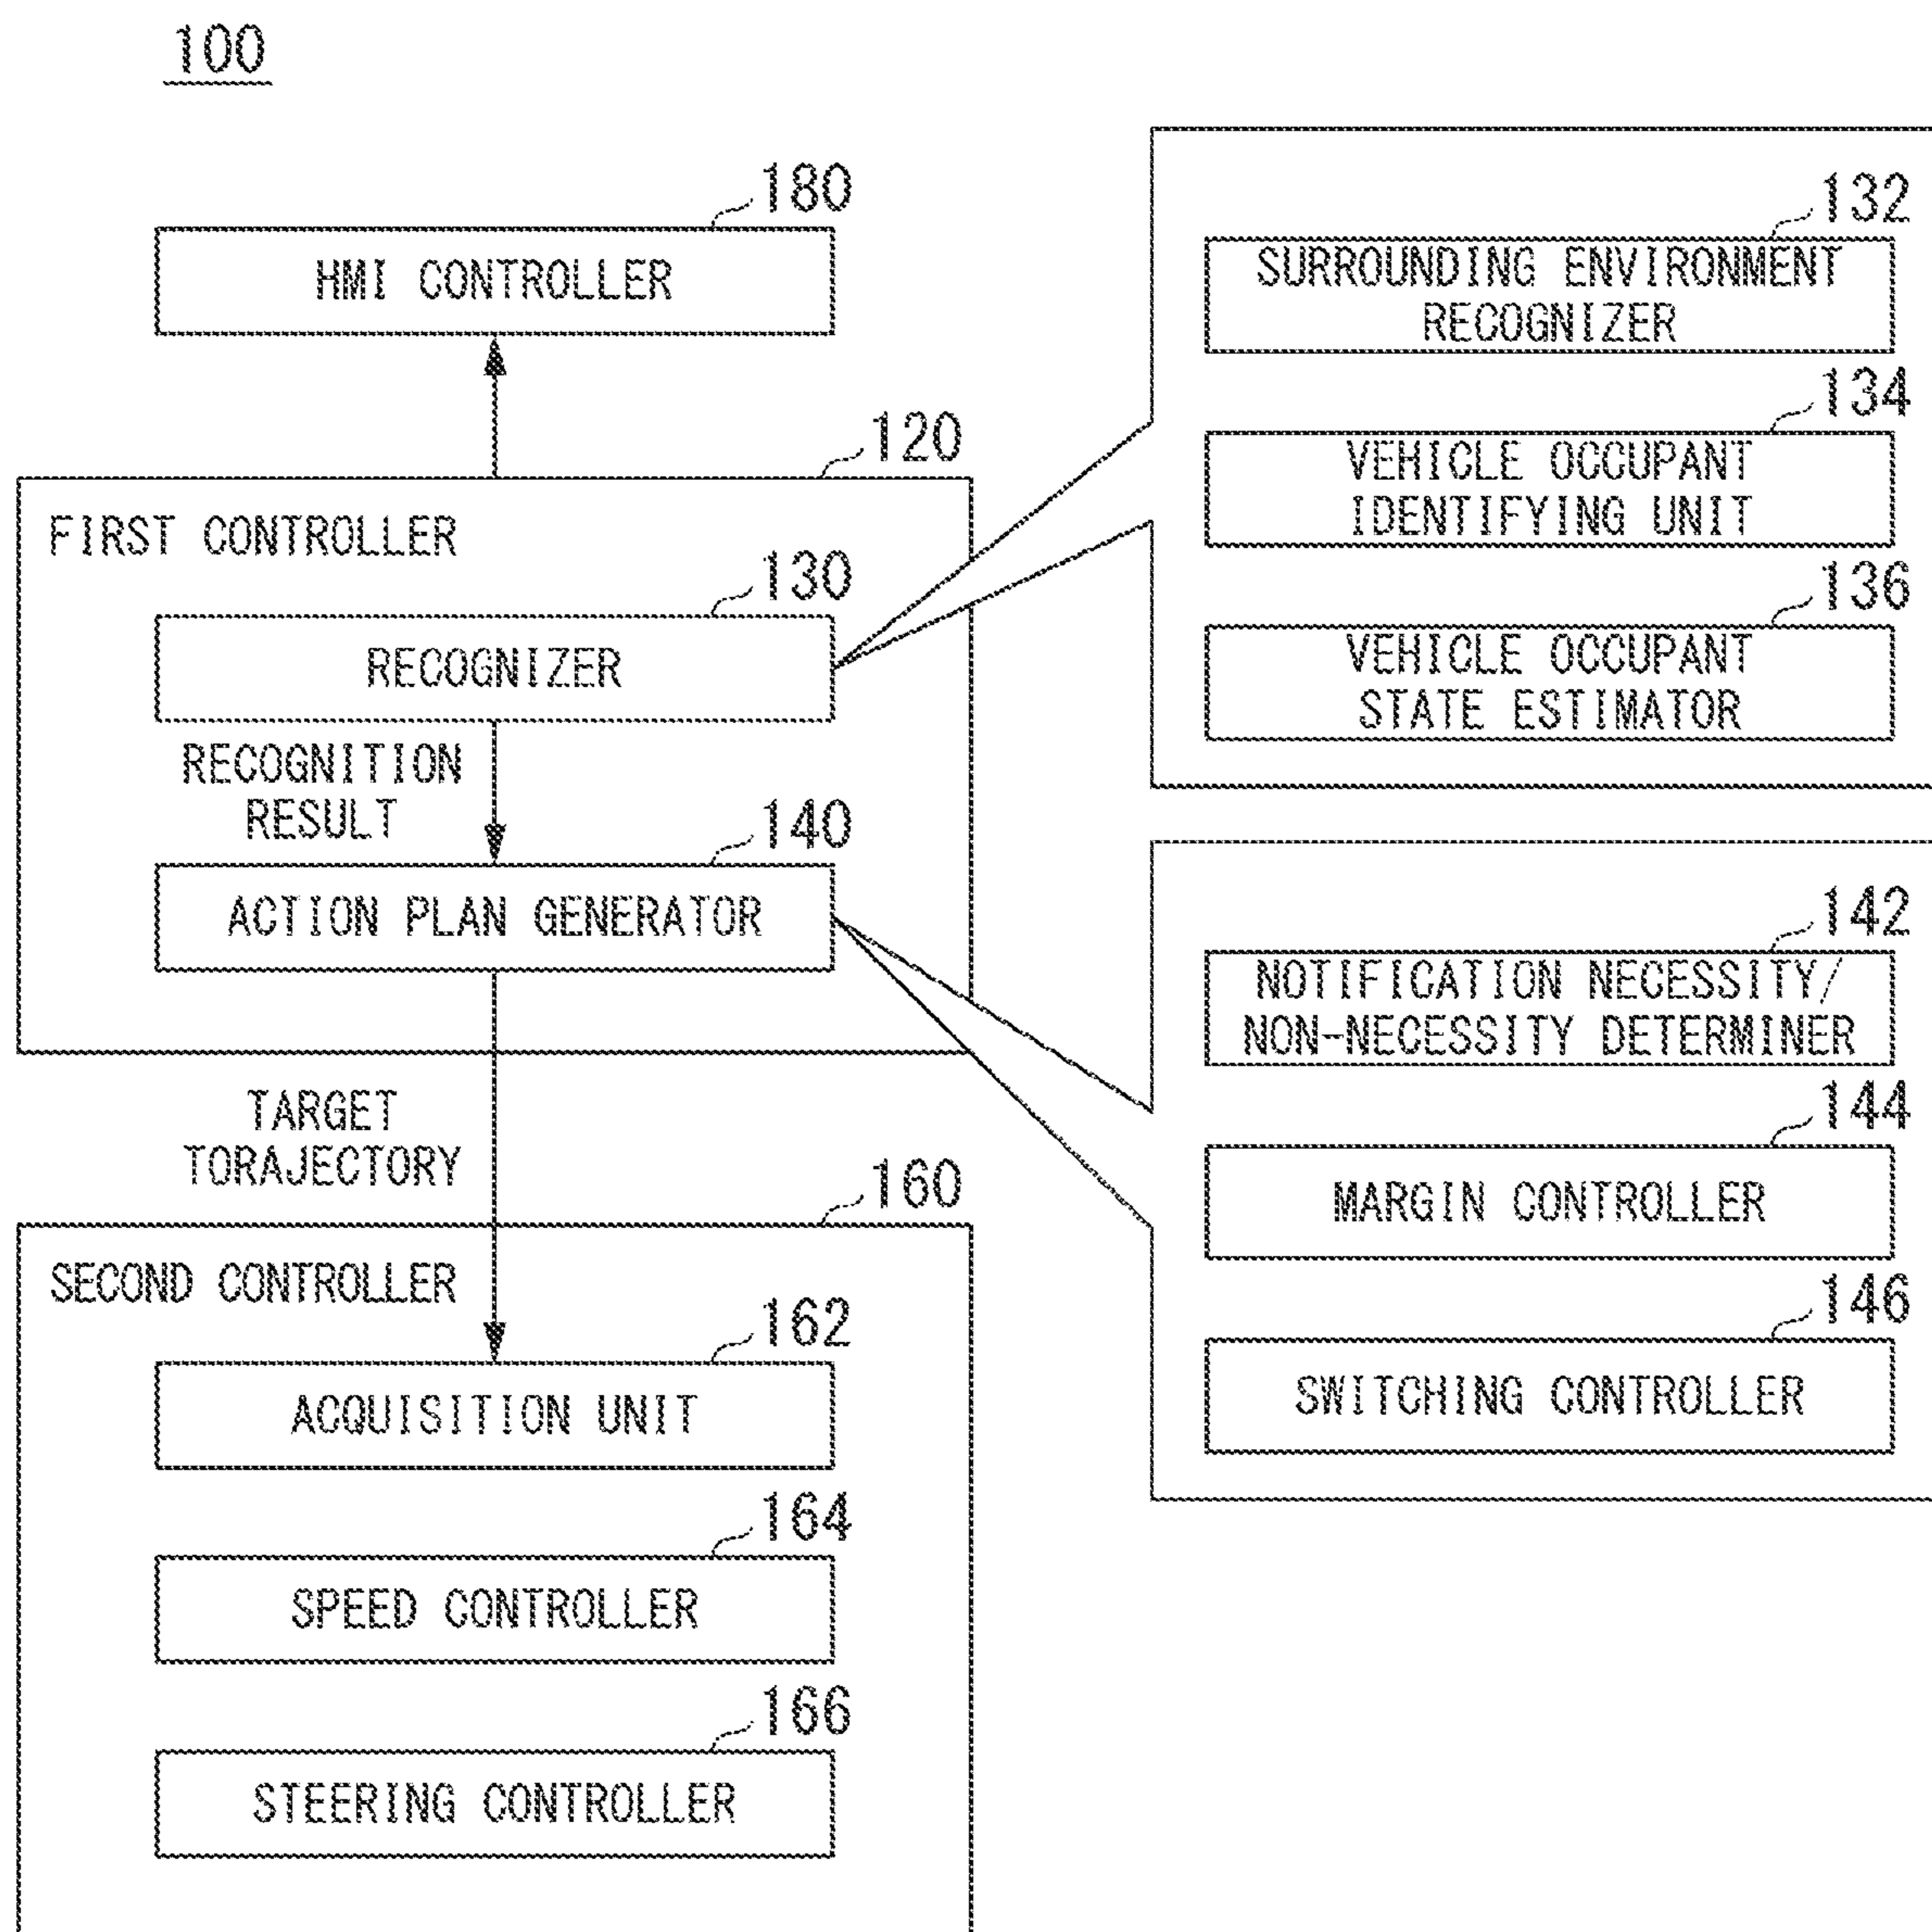 100
180
HMI CONTROLLER
120
FIRST CONTROLLER
130
RECOGNIZER
RECOGNITION
RESULT
140
ACTION PLAN GENERATOR
TARGET
TORAJECTORY
160
SECOND CONTROLLER
162
ACQUISITION UNIT
164
SPEED CONTROLLER
166
STEERING CONTROLLER
132
SURROUNDING ENVIRONMENT
RECOGNIZER
134
VEHICLE OCCUPANT
IDENTIFYING UNIT
136
VEHICLE OCCUPANT
STATE ESTIMATOR
142
NOTIFICATION NECESSITY/
NON-NECESSITY DETERMINER
144
MARGIN CONTROLLER
146
SWITCHING CONTROLLER